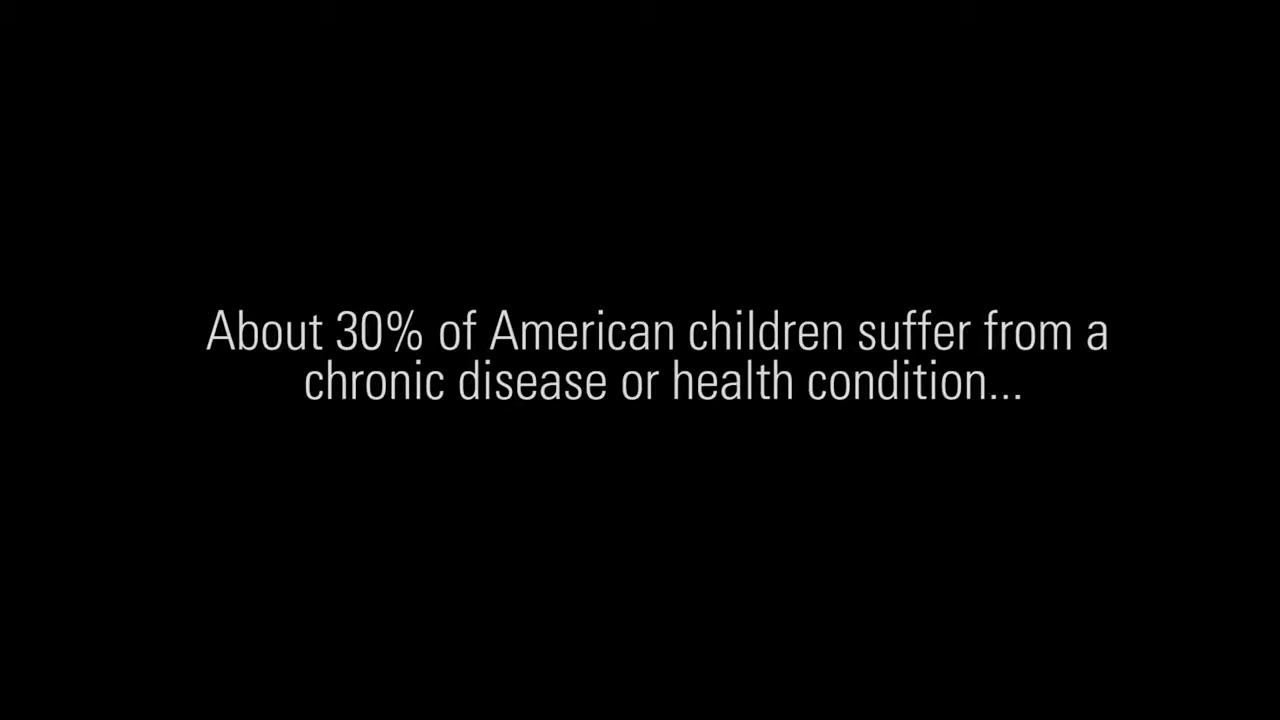 About 30% of American children suffer from a
chronic disease or health condition...